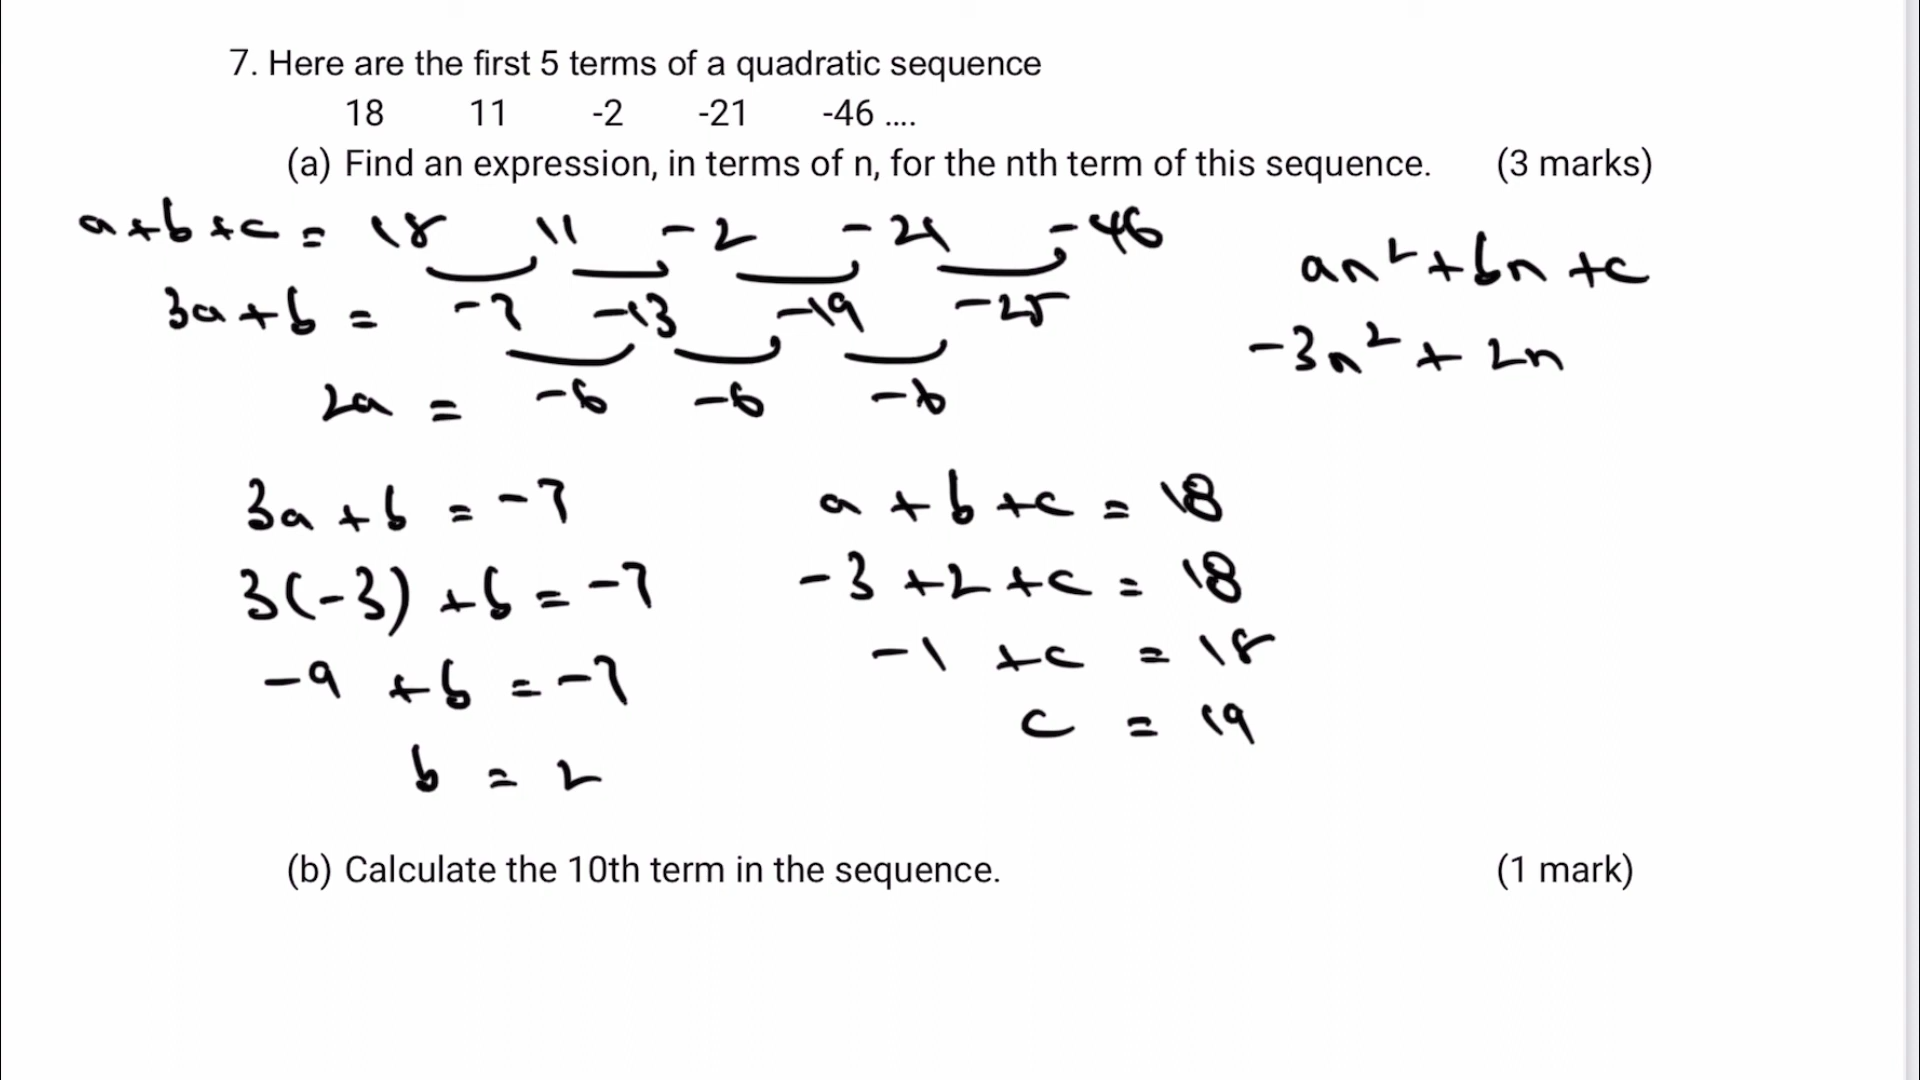 7. Here are the first 5 terms of a quadratic sequence
18 11 -2 -21 -46 ....
(a) Find an expression, in terms of n, for the nth term of this sequence. (3 marks)
a+b+c = 18 11 -2 -21 -46
an²+bn+c
3a+b = -7 -13 -19 -25
-3n²+2n
2a = -6 -6 -6
3a+b = -7
a+b+c = 18
3(-3)+b = -7
-3+2+c = 18
-9+b = -7
-1+c = 18
c = 19
b = 2
(b) Calculate the 10th term in the sequence. (1 mark)